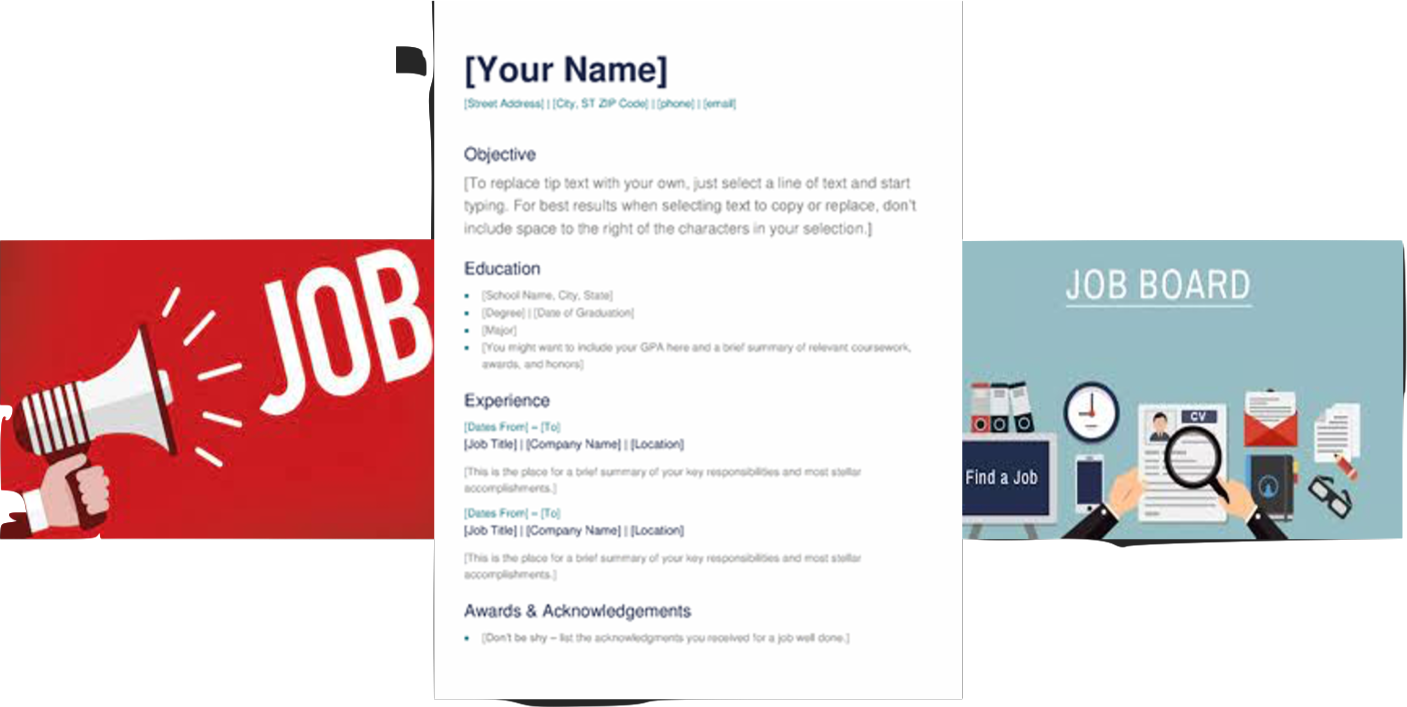 JOB
[Your Name]
[Street Address] | [City, ST ZIP Code] | [phone] | [email]
Objective
[To replace tip text with your own, just select a line of text and start
typing. For best results when selecting text to copy or replace, don't
include space to the right of the characters in your selection.]
Education
• [School Name, City, State]
• [Degree] | [Date of Graduation]
• [Major]
• [You might want to include your GPA here and a brief summary of relevant coursework,
awards, and honors]
Experience
[Dates From] – [To]
[Job Title] | [Company Name] | [Location]
[This is the place for a brief summary of your key responsibilities and most stellar
accomplishments.]
[Dates From] – [To]
[Job Title] | [Company Name] | [Location]
[This is the place for a brief summary of your key responsibilities and most stellar
accomplishments.]
Awards & Acknowledgements
• [Don't be shy – list the acknowledgments you received for a job well done.]
JOB BOARD
CV
Find a Job